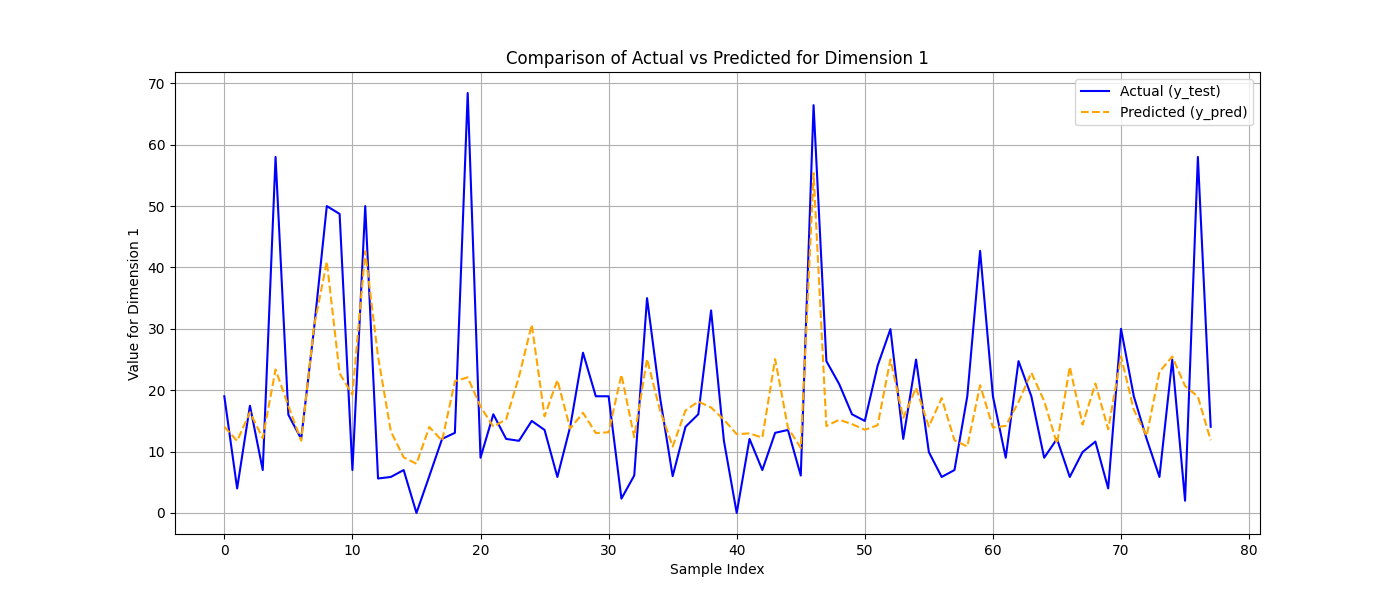 Comparison of Actual vs Predicted for Dimension 1
Actual (y_test)
Predicted (y_pred)
Value for Dimension 1
70
60
50
40
30
20
10
0
0 10 20 30 40 50 60 70 80
Sample Index